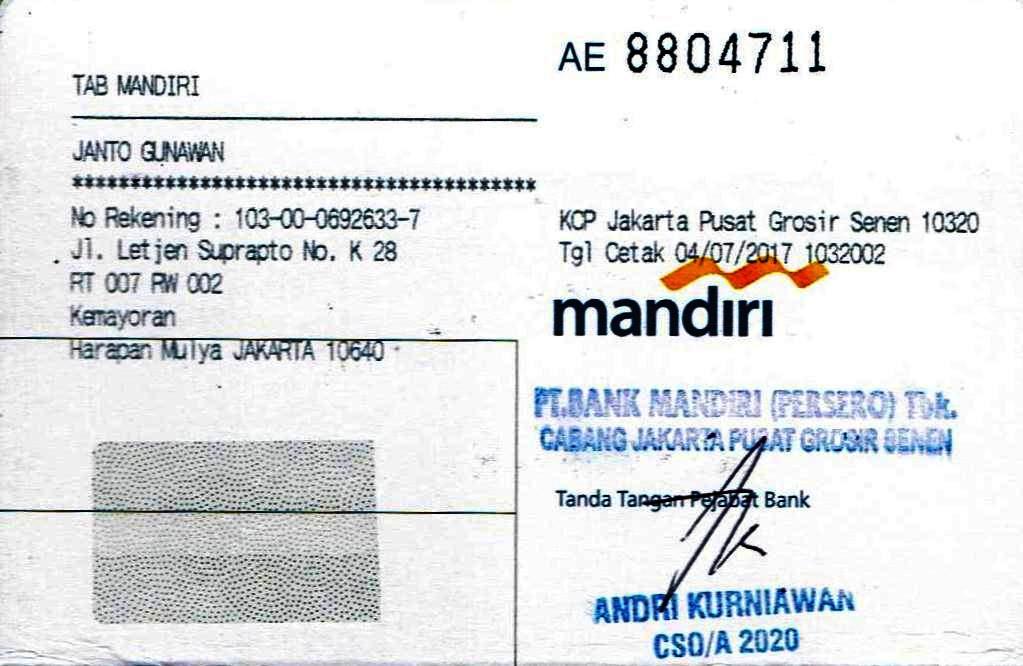 AE 8804711
TAB MANDIRI
JANTO GUNAWAN
******************************************
No Rekening : 103-00-0692633-7
Jl. Letjen Suprapto No. K 28
RT 007 RW 002
Kemayoran
Harapan Mulya JAKARTA 10640
KCP Jakarta Pusat Grosir Senen 10320
Tgl Cetak 04/07/2017 1032002
mandırı
PT.BANK MANDIRI (PERSERO) Tbk.
CABANG JAKARTA PUSAT GROSIR SENEN
Tanda Tangan Pejabat Bank
ANDRI KURNIAWAN
CSO/A 2020